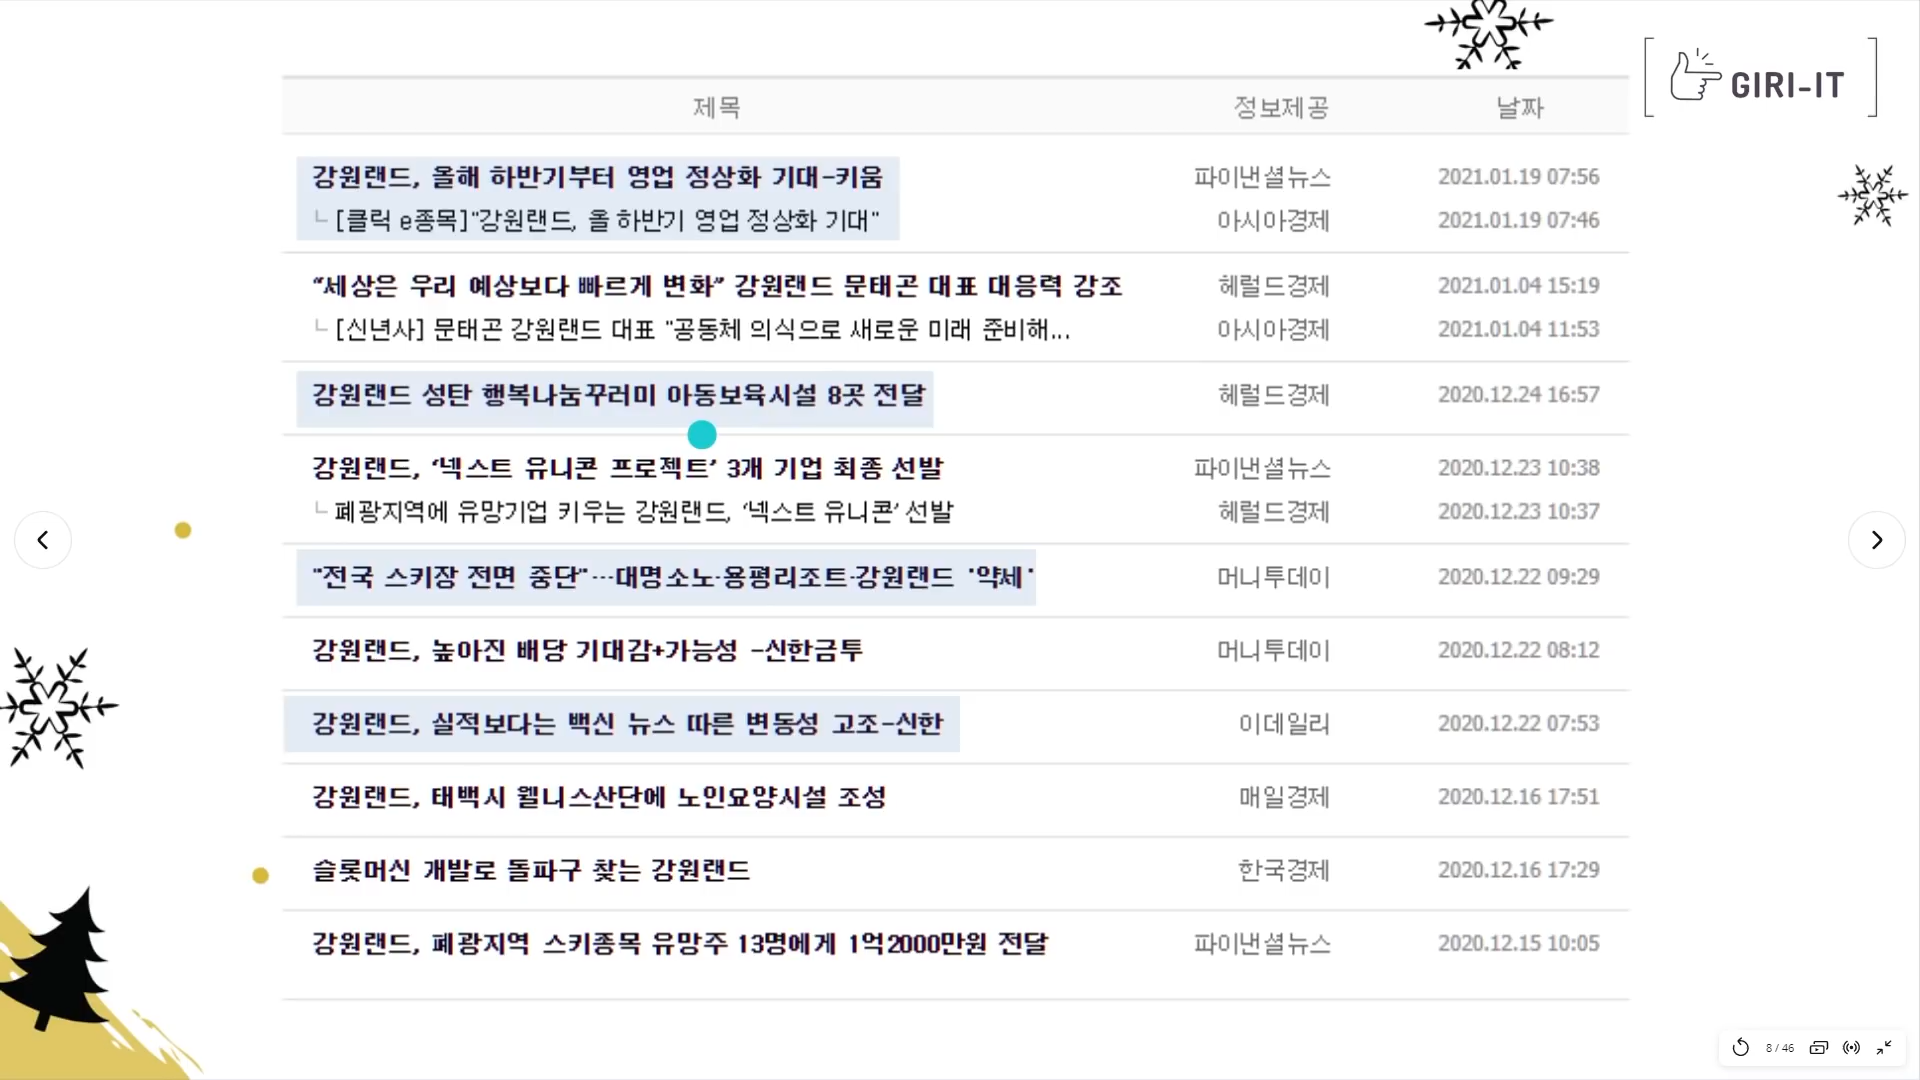 GIRI-IT
제목 정보제공 날짜
강원랜드, 올해 하반기부터 영업 정상화 기대-키움 파이낸셜뉴스 2021.01.19 07:56
└ [클릭 e종목]"강원랜드, 올 하반기 영업 정상화 기대" 아시아경제 2021.01.19 07:46
“세상은 우리 예상보다 빠르게 변화” 강원랜드 문태곤 대표 대응력 강조 헤럴드경제 2021.01.04 15:19
└ [신년사] 문태곤 강원랜드 대표 "공동체 의식으로 새로운 미래 준비해... 아시아경제 2021.01.04 11:53
강원랜드 성탄 행복나눔꾸러미 아동보육시설 8곳 전달 헤럴드경제 2020.12.24 16:57
강원랜드, ‘넥스트 유니콘 프로젝트’ 3개 기업 최종 선발 파이낸셜뉴스 2020.12.23 10:38
└ 폐광지역에 유망기업 키우는 강원랜드, ‘넥스트 유니콘’ 선발 헤럴드경제 2020.12.23 10:37
"전국 스키장 전면 중단"…대명소노·용평리조트·강원랜드 '약세' 머니투데이 2020.12.22 09:29
강원랜드, 높아진 배당 기대감+가능성 -신한금투 머니투데이 2020.12.22 08:12
강원랜드, 실적보다는 백신 뉴스 따른 변동성 고조-신한 이데일리 2020.12.22 07:53
강원랜드, 태백시 웰니스산단에 노인요양시설 조성 매일경제 2020.12.16 17:51
슬롯머신 개발로 돌파구 찾는 강원랜드 한국경제 2020.12.16 17:29
강원랜드, 폐광지역 스키종목 유망주 13명에게 1억2000만원 전달 파이낸셜뉴스 2020.12.15 10:05
8 / 46